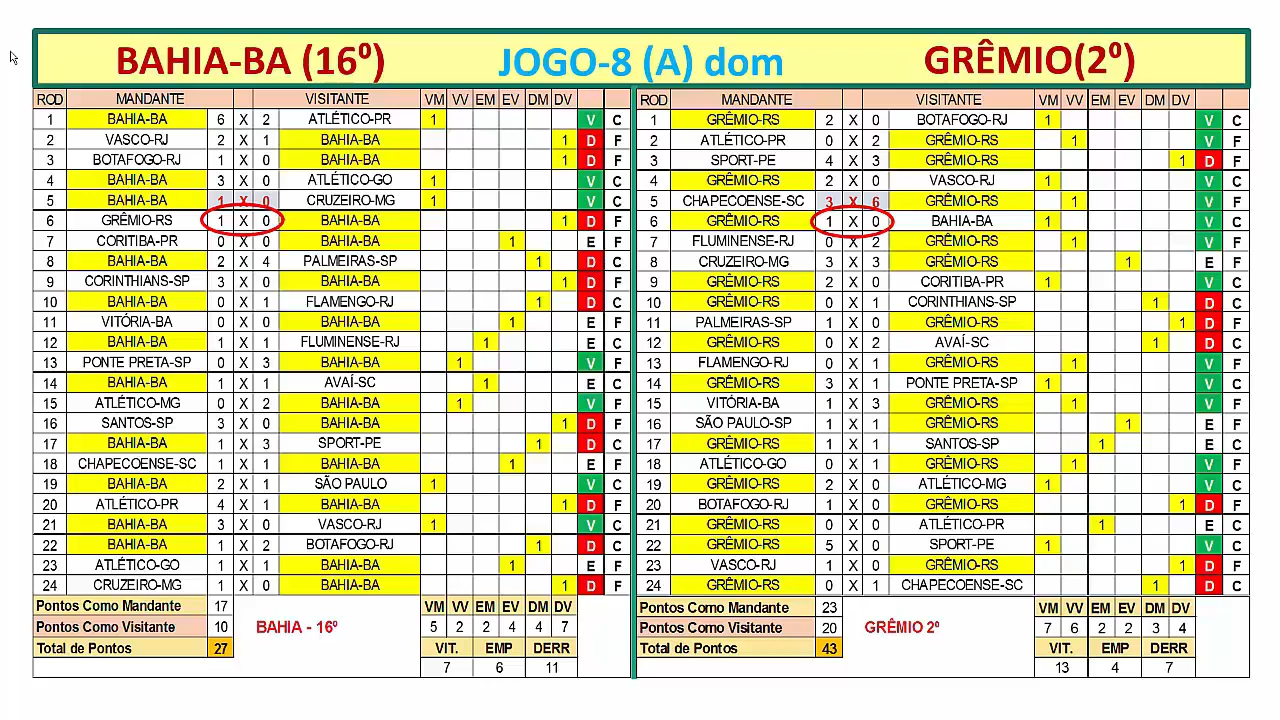 BAHIA-BA (16⁰) JOGO-8 (A) dom GRÊMIO(2⁰)
ROD MANDANTE VISITANTE VM VV EM EV DM DV ROD MANDANTE VISITANTE VM VV EM EV DM DV
1 BAHIA-BA 6 X 2 ATLÉTICO-PR 1 V C 1 GRÊMIO-RS 2 X 0 BOTAFOGO-RJ 1 V C
2 VASCO-RJ 2 X 1 BAHIA-BA 1 D F 2 ATLÉTICO-PR 0 X 2 GRÊMIO-RS 1 V F
3 BOTAFOGO-RJ 1 X 0 BAHIA-BA 1 D F 3 SPORT-PE 4 X 3 GRÊMIO-RS 1 D F
4 BAHIA-BA 3 X 0 ATLÉTICO-GO 1 V C 4 GRÊMIO-RS 2 X 0 VASCO-RJ 1 V C
5 BAHIA-BA 1 X 0 CRUZEIRO-MG 1 V C 5 CHAPECOENSE-SC 3 X 6 GRÊMIO-RS 1 V F
6 GRÊMIO-RS 1 X 0 BAHIA-BA 1 D F 6 GRÊMIO-RS 1 X 0 BAHIA-BA 1 V C
7 CORITIBA-PR 0 X 0 BAHIA-BA 1 E F 7 FLUMINENSE-RJ 0 X 2 GRÊMIO-RS 1 V F
8 BAHIA-BA 2 X 4 PALMEIRAS-SP 1 D C 8 CRUZEIRO-MG 3 X 3 GRÊMIO-RS 1 E F
9 CORINTHIANS-SP 3 X 0 BAHIA-BA 1 D F 9 GRÊMIO-RS 2 X 0 CORITIBA-PR 1 V C
10 BAHIA-BA 0 X 1 FLAMENGO-RJ 1 D C 10 GRÊMIO-RS 0 X 1 CORINTHIANS-SP 1 D C
11 VITÓRIA-BA 0 X 0 BAHIA-BA 1 E F 11 PALMEIRAS-SP 1 X 0 GRÊMIO-RS 1 D F
12 BAHIA-BA 1 X 1 FLUMINENSE-RJ 1 E C 12 GRÊMIO-RS 0 X 2 AVAÍ-SC 1 D C
13 PONTE PRETA-SP 0 X 3 BAHIA-BA 1 V F 13 FLAMENGO-RJ 0 X 1 GRÊMIO-RS 1 V F
14 BAHIA-BA 1 X 1 AVAÍ-SC 1 E C 14 GRÊMIO-RS 3 X 1 PONTE PRETA-SP 1 V C
15 ATLÉTICO-MG 0 X 2 BAHIA-BA 1 V F 15 VITÓRIA-BA 1 X 3 GRÊMIO-RS 1 V F
16 SANTOS-SP 3 X 0 BAHIA-BA 1 D F 16 SÃO PAULO-SP 1 X 1 GRÊMIO-RS 1 E F
17 BAHIA-BA 1 X 3 SPORT-PE 1 D C 17 GRÊMIO-RS 1 X 1 SANTOS-SP 1 E C
18 CHAPECOENSE-SC 1 X 1 BAHIA-BA 1 E F 18 ATLÉTICO-GO 0 X 1 GRÊMIO-RS 1 V F
19 BAHIA-BA 2 X 1 SÃO PAULO 1 V C 19 GRÊMIO-RS 2 X 0 ATLÉTICO-MG 1 V C
20 ATLÉTICO-PR 4 X 1 BAHIA-BA 1 D F 20 BOTAFOGO-RJ 1 X 0 GRÊMIO-RS 1 D F
21 BAHIA-BA 3 X 0 VASCO-RJ 1 V C 21 GRÊMIO-RS 0 X 0 ATLÉTICO-PR 1 E C
22 BAHIA-BA 1 X 2 BOTAFOGO-RJ 1 D C 22 GRÊMIO-RS 5 X 0 SPORT-PE 1 V C
23 ATLÉTICO-GO 1 X 1 BAHIA-BA 1 E F 23 VASCO-RJ 1 X 0 GRÊMIO-RS 1 D F
24 CRUZEIRO-MG 1 X 0 BAHIA-BA 1 D F 24 GRÊMIO-RS 0 X 1 CHAPECOENSE-SC 1 D C
Pontos Como Mandante 17 VM VV EM EV DM DV Pontos Como Mandante 23 VM VV EM EV DM DV
Pontos Como Visitante 10 BAHIA - 16º 5 2 2 4 4 7 Pontos Como Visitante 20 GRÊMIO 2º 7 6 2 2 3 4
Total de Pontos 27 VIT. EMP DERR Total de Pontos 43 VIT. EMP DERR
7 6 11 13 4 7